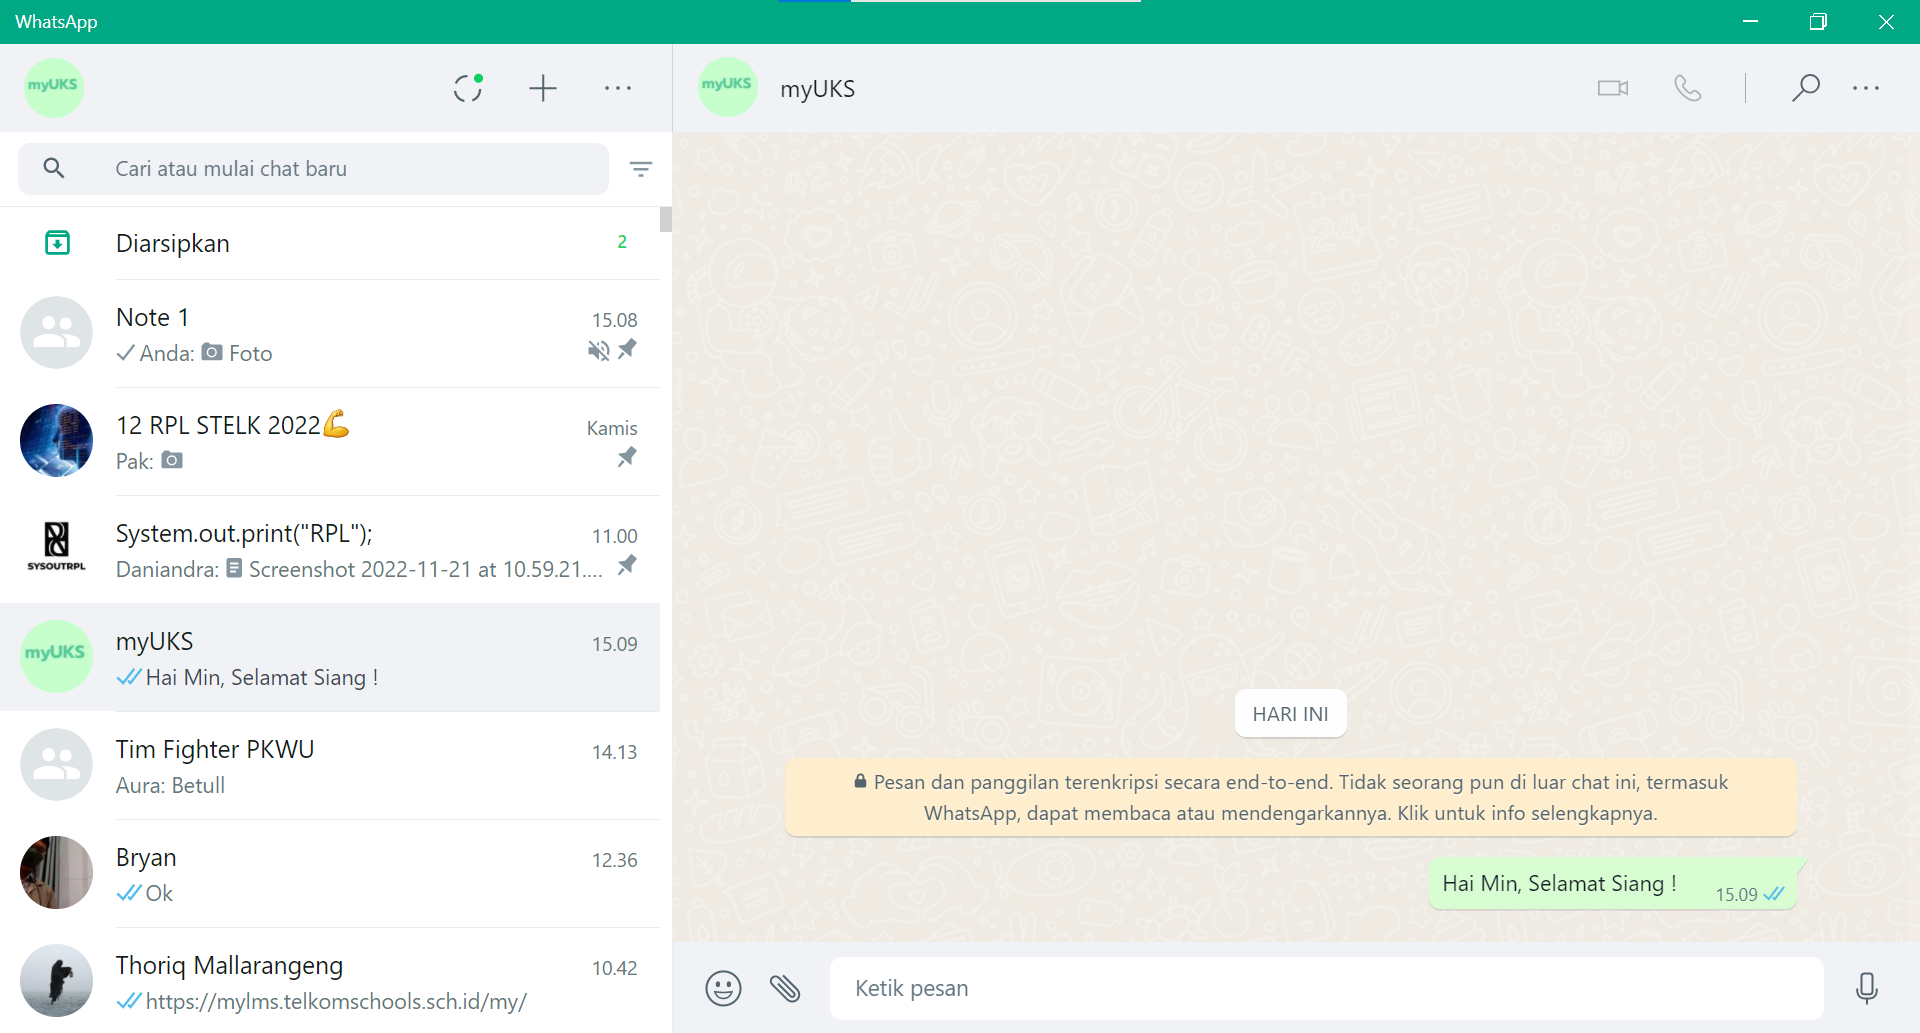 WhatsApp
myUKS
Cari atau mulai chat baru
Diarsipkan
2
Note 1
15.08
Anda: Foto
12 RPL STELK 2022💪
Kamis
Pak:
SYSOUTRPL
System.out.print("RPL");
11.00
Daniandra: Screenshot 2022-11-21 at 10.59.21....
myUKS
myUKS
15.09
Hai Min, Selamat Siang !
Tim Fighter PKWU
14.13
Aura: Betull
Bryan
12.36
Ok
Thoriq Mallarangeng
10.42
https://mylms.telkomschools.sch.id/my/
myUKS
myUKS
HARI INI
Pesan dan panggilan terenkripsi secara end-to-end. Tidak seorang pun di luar chat ini, termasuk
WhatsApp, dapat membaca atau mendengarkannya. Klik untuk info selengkapnya.
Hai Min, Selamat Siang !
15.09
Ketik pesan